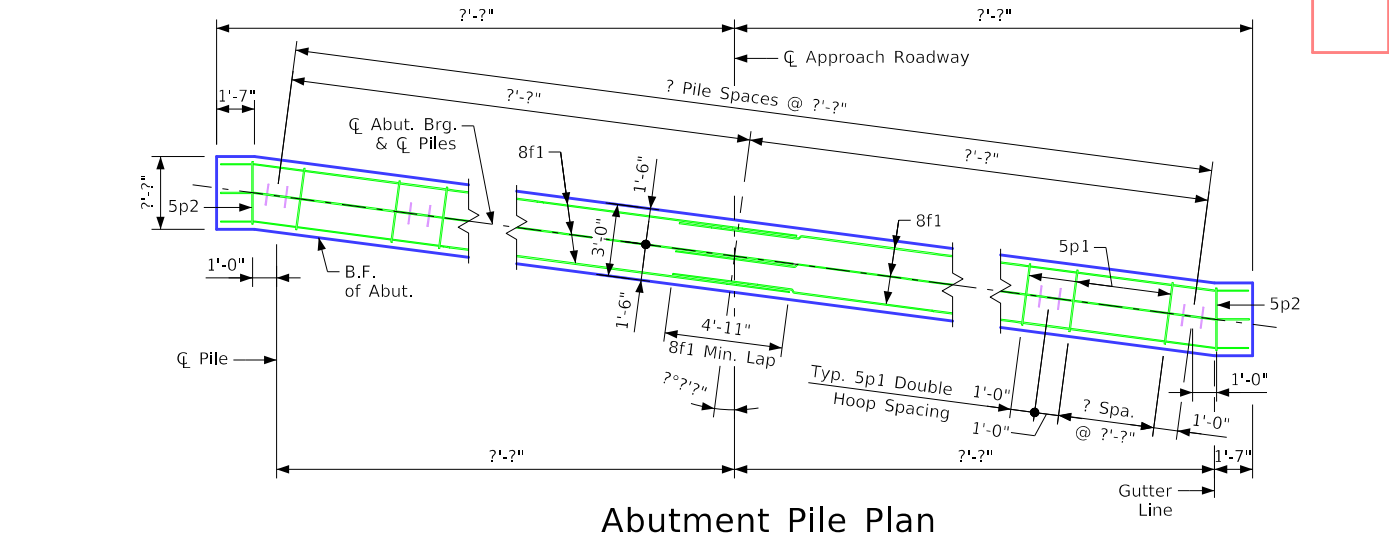 ?'-?"
?'-?"
℄ Approach Roadway
? Pile Spaces @ ?'-?"
1'-7"
?'-?"
℄ Abut. Brg.
& ℄ Piles
8f1
1'-6"
?'-?"
?'-?"
5p2
3'-0"
8f1
5p1
1'-0"
B.F.
of Abut.
1'-6"
5p2
4'-11"
8f1 Min. Lap
℄ Pile
?°?'?"
Typ. 5p1 Double
Hoop Spacing
1'-0"
1'-0"
? Spa.
@ ?'-?"
1'-0"
1'-0"
?'-?"
?'-?"
1'-7"
Gutter
Line
Abutment Pile Plan